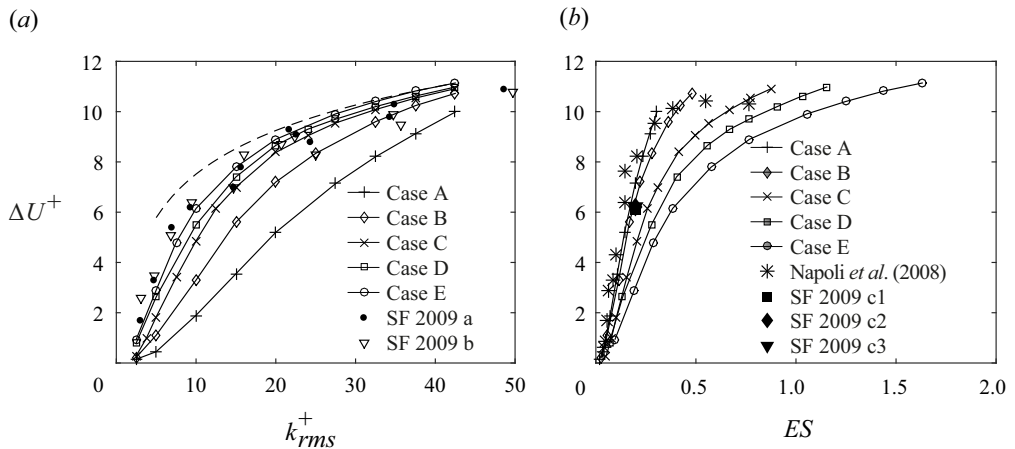 (a)
12
10
8
ΔU+
6
4
2
0
10
20
30
40
50
k+rms
Case A
Case B
Case C
Case D
Case E
SF 2009 a
SF 2009 b
(b)
12
10
8
6
4
2
0
0.5
1.0
1.5
2.0
ES
Case A
Case B
Case C
Case D
Case E
Napoli et al. (2008)
SF 2009 c1
SF 2009 c2
SF 2009 c3